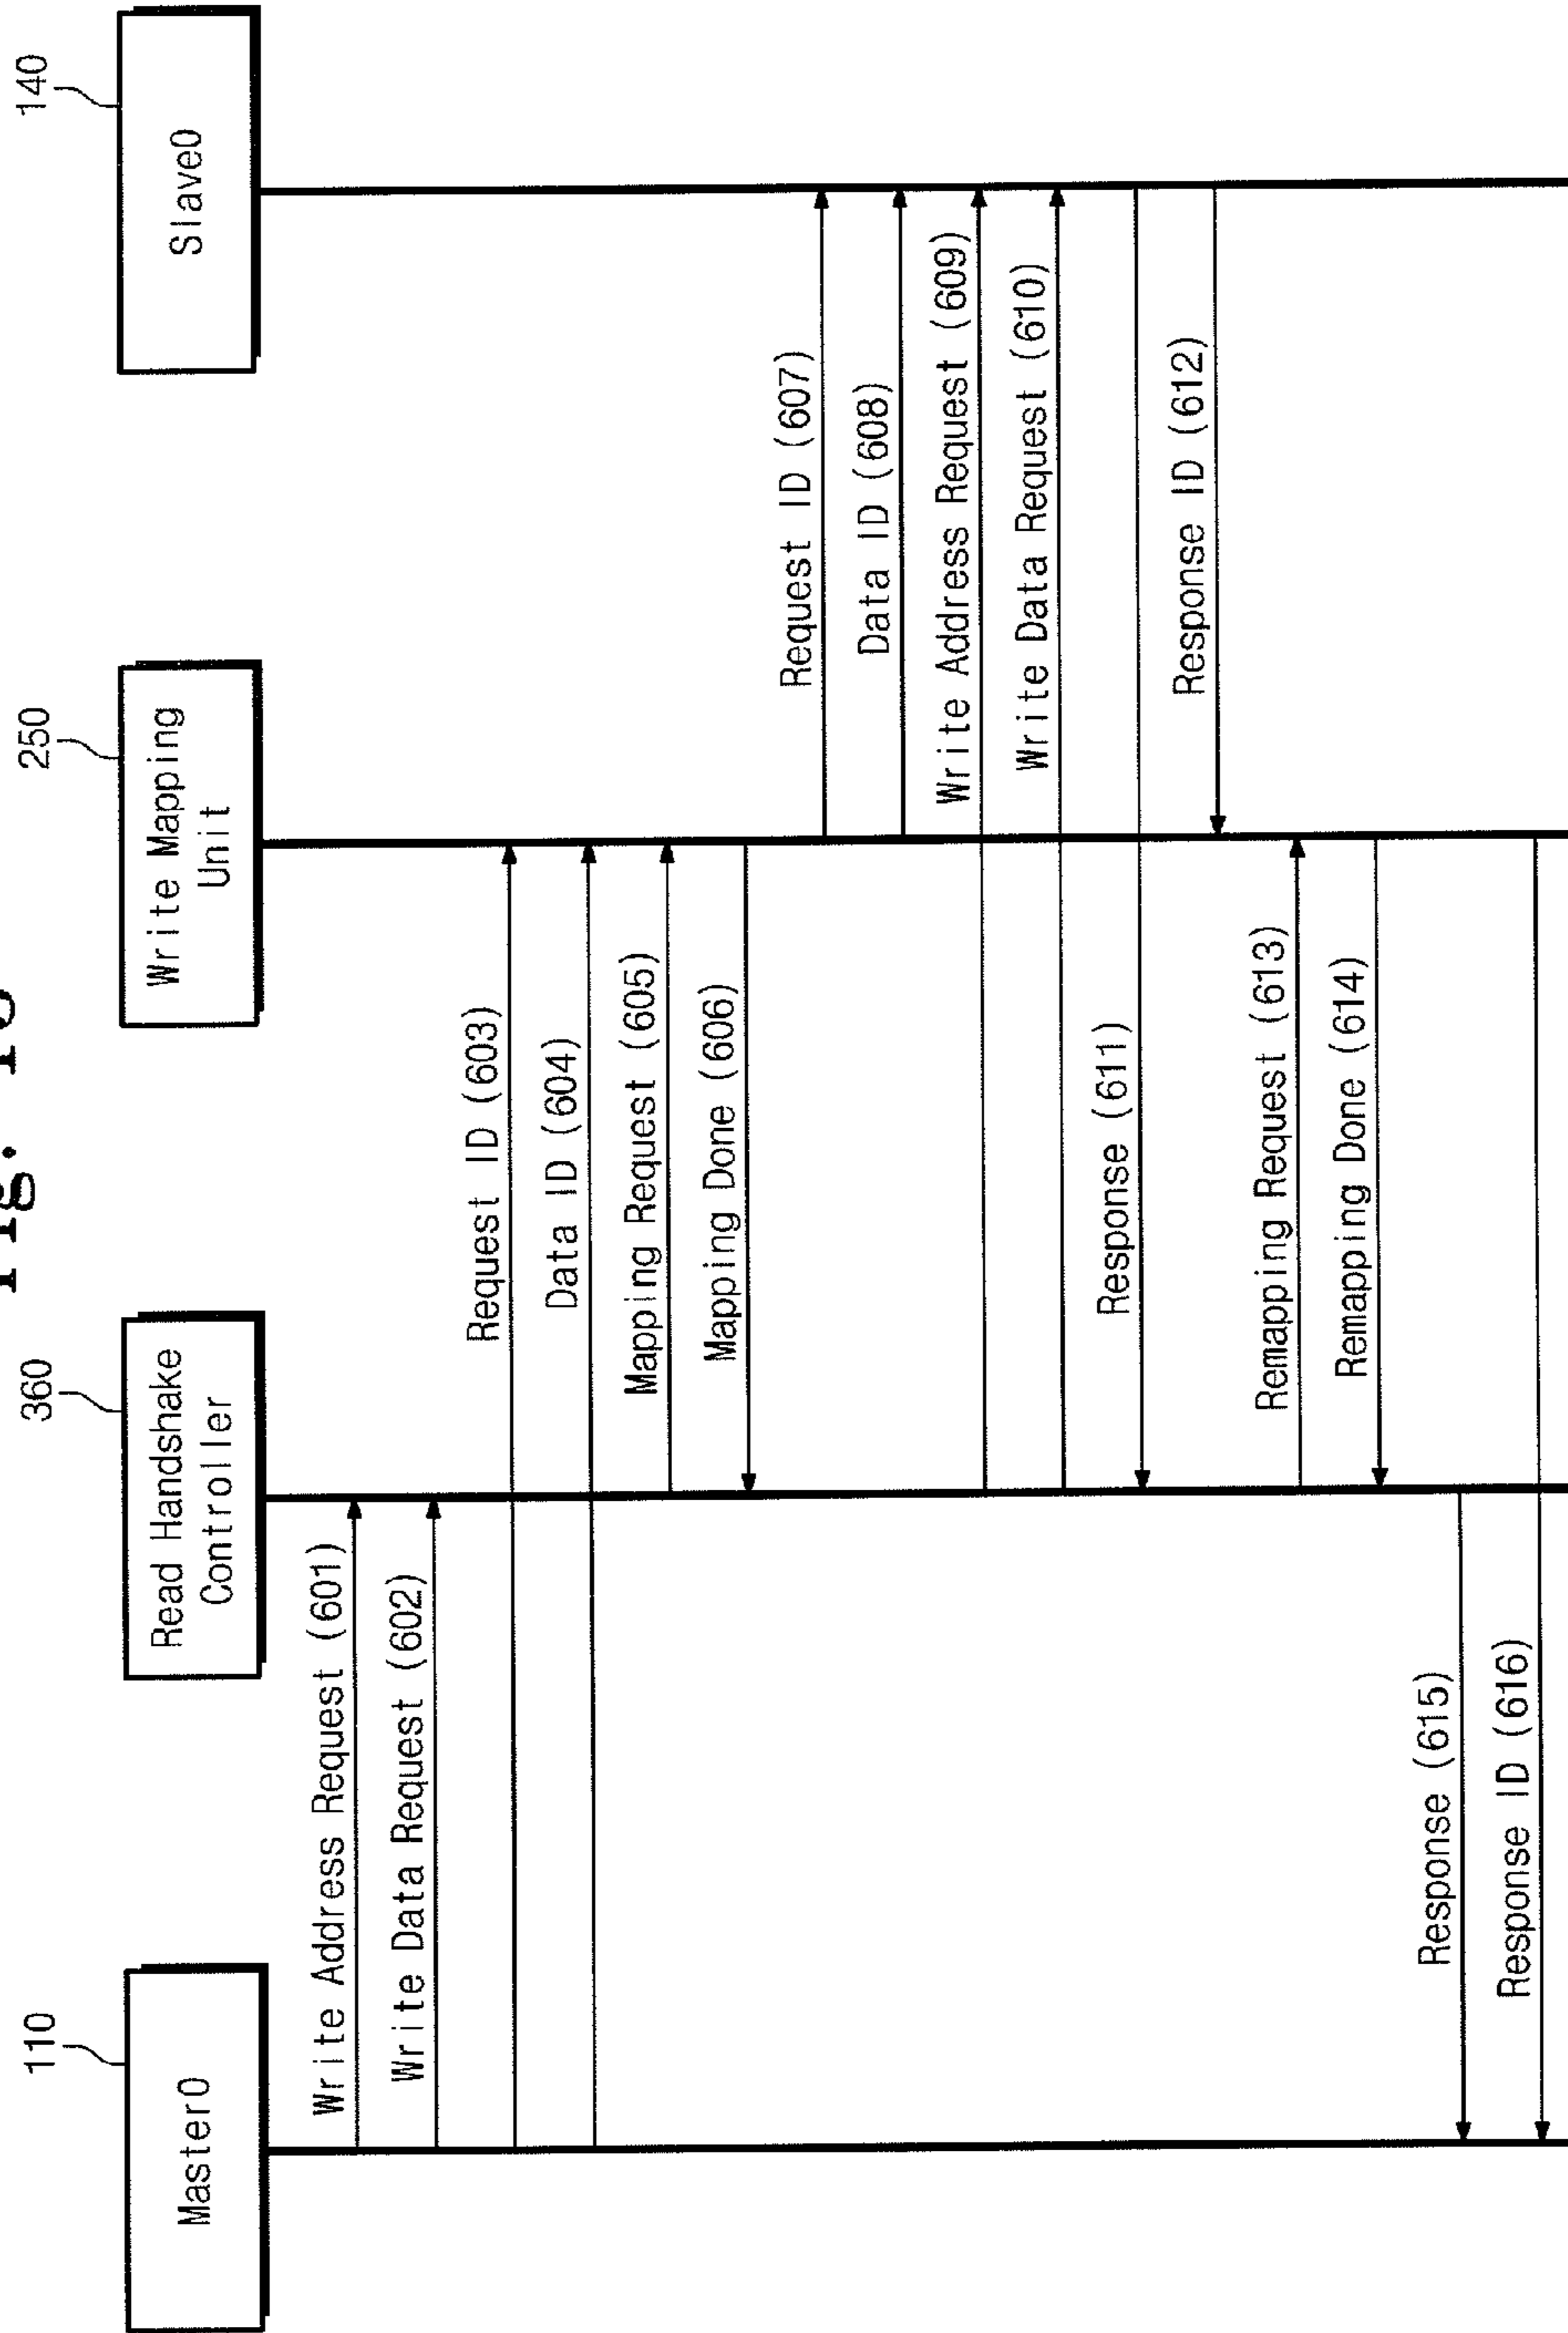 Fig.
110
360
250
140
Master0
Read Handshake
Controller
Write Mapping
Unit
Slave0
Write Address Request (601)
Write Data Request (602)
Request ID (603)
Data ID (604)
Mapping Request (605)
Mapping Done (606)
Request ID (607)
Data ID (608)
Write Address Request (609)
Write Data Request (610)
Response (611)
Response ID (612)
Remapping Request (613)
Remapping Done (614)
Response (615)
Response ID (616)